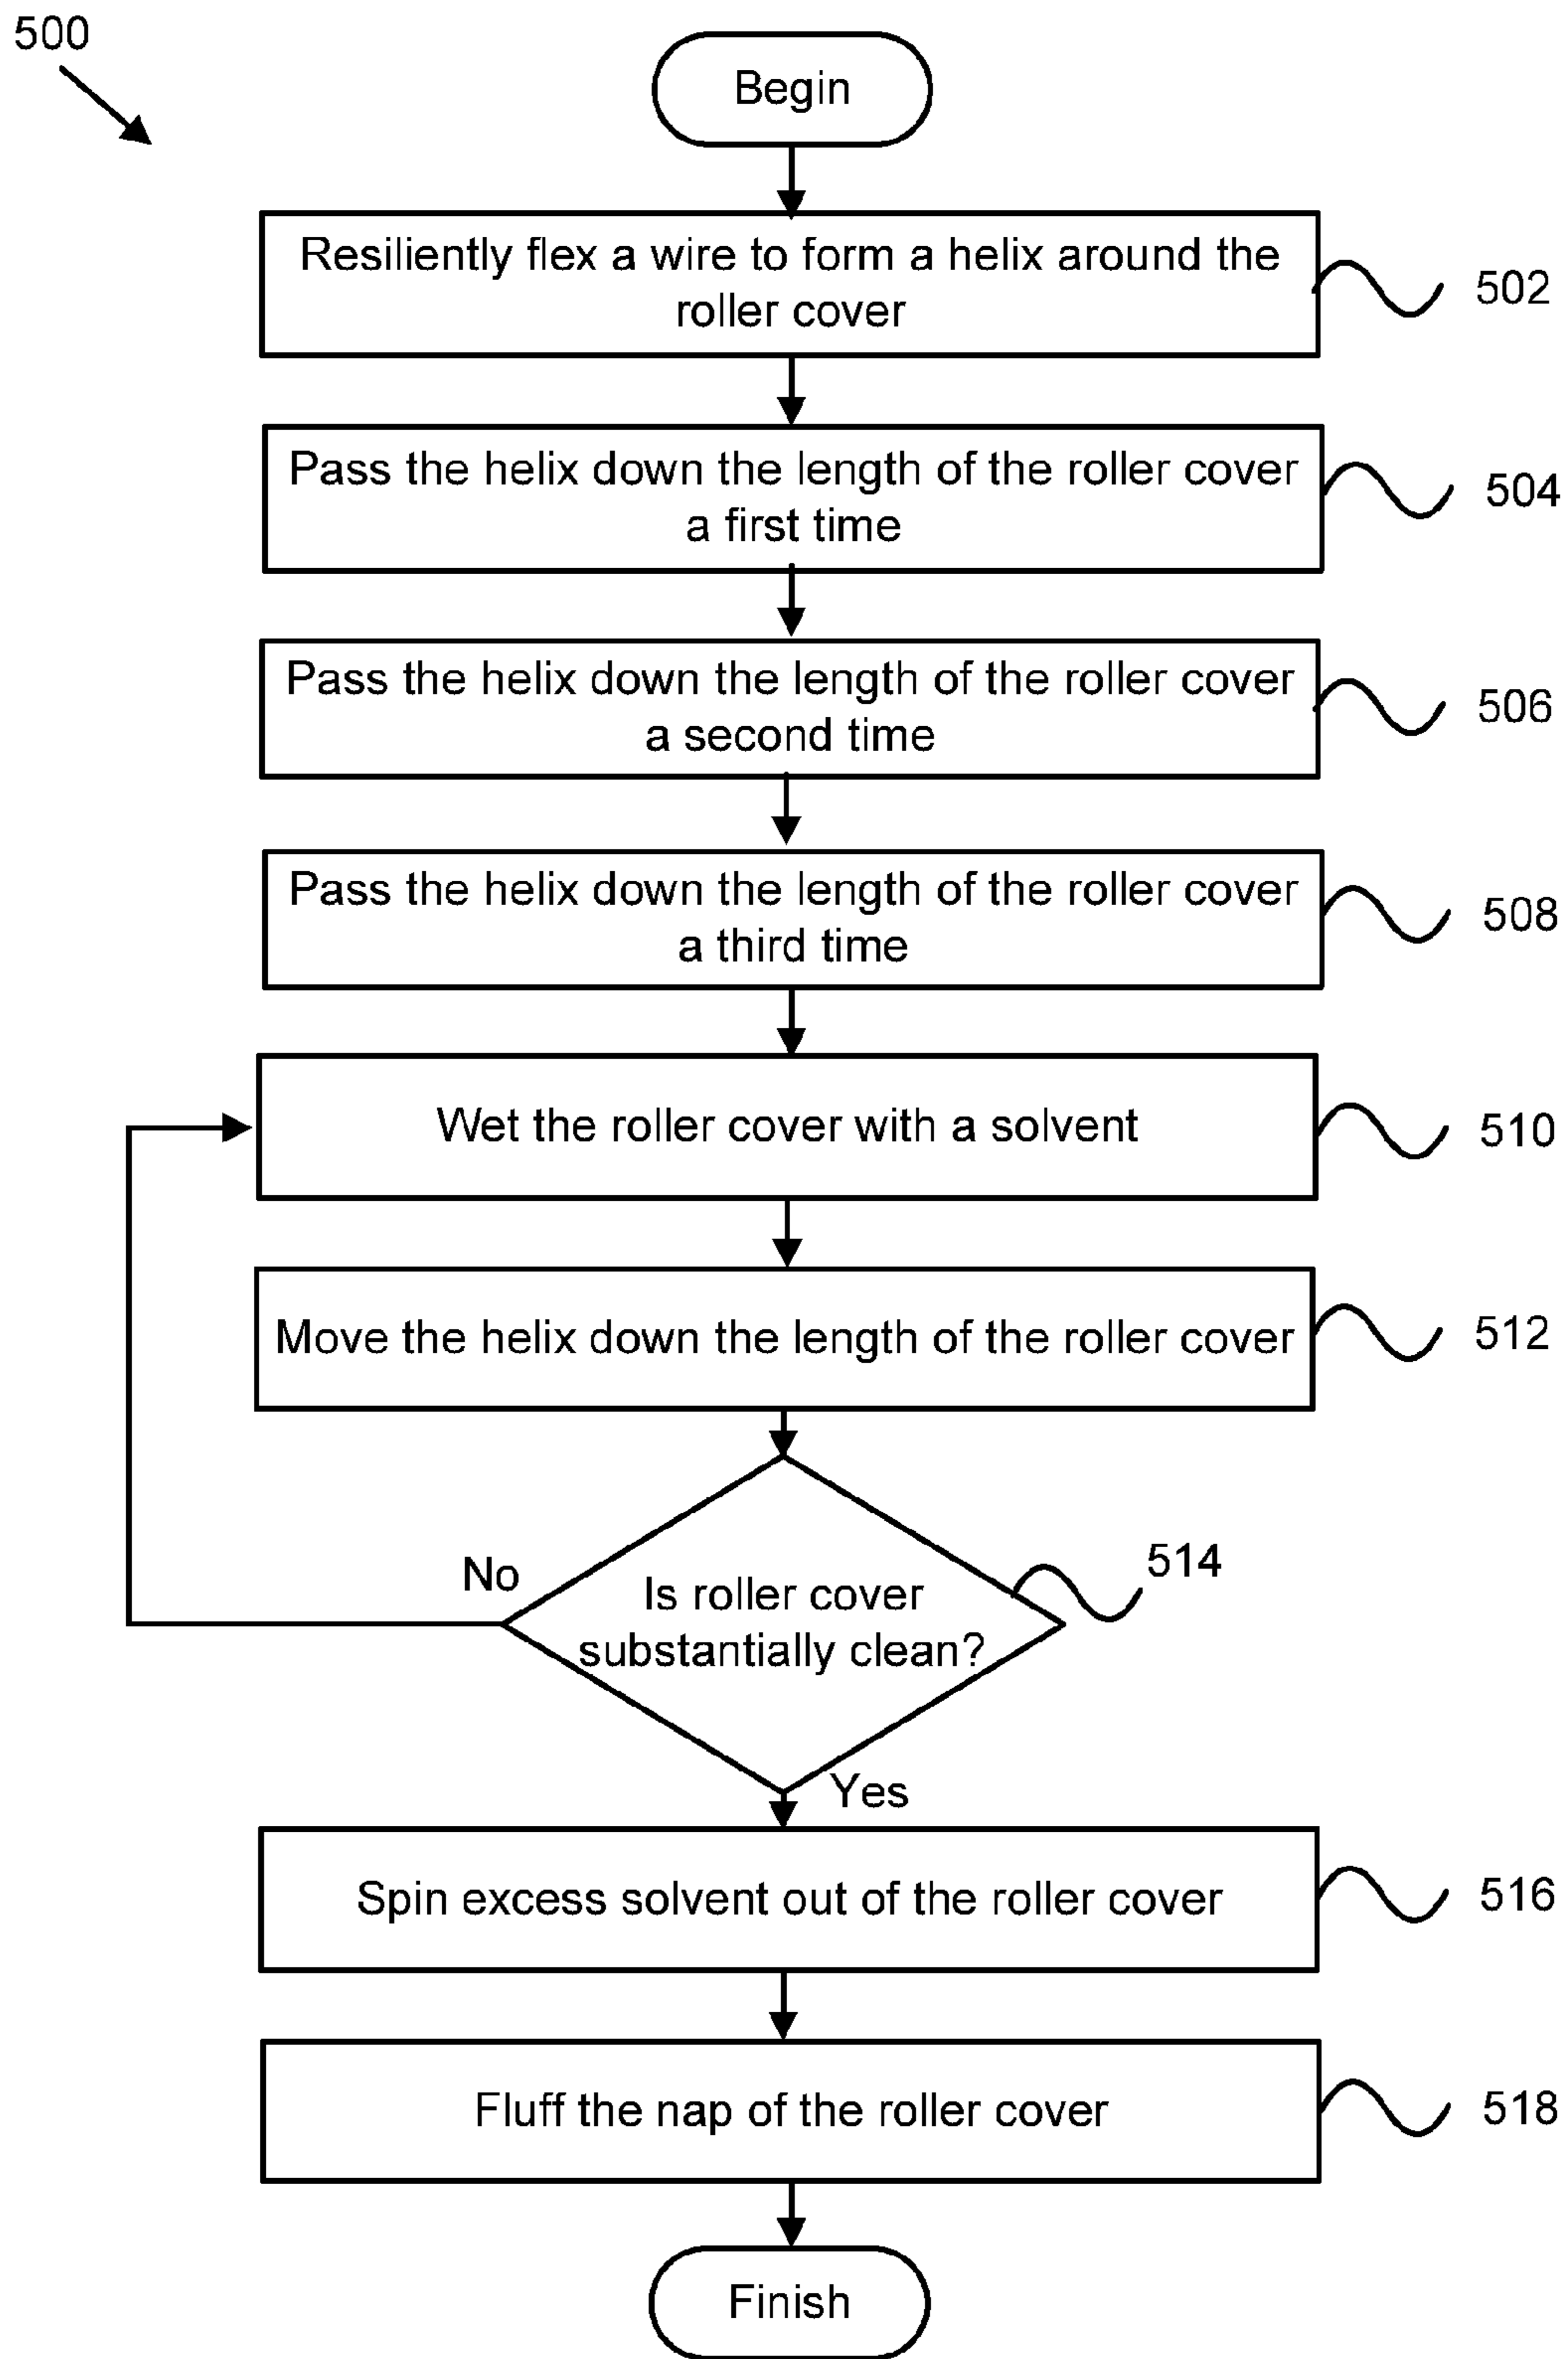 500
Begin
Resiliently flex a wire to form a helix around the
roller cover
502
Pass the helix down the length of the roller cover
a first time
504
Pass the helix down the length of the roller cover
a second time
506
Pass the helix down the length of the roller cover
a third time
508
Wet the roller cover with a solvent
510
Move the helix down the length of the roller cover
512
No
Is roller cover
substantially clean?
514
Yes
Spin excess solvent out of the roller cover
516
Fluff the nap of the roller cover
518
Finish